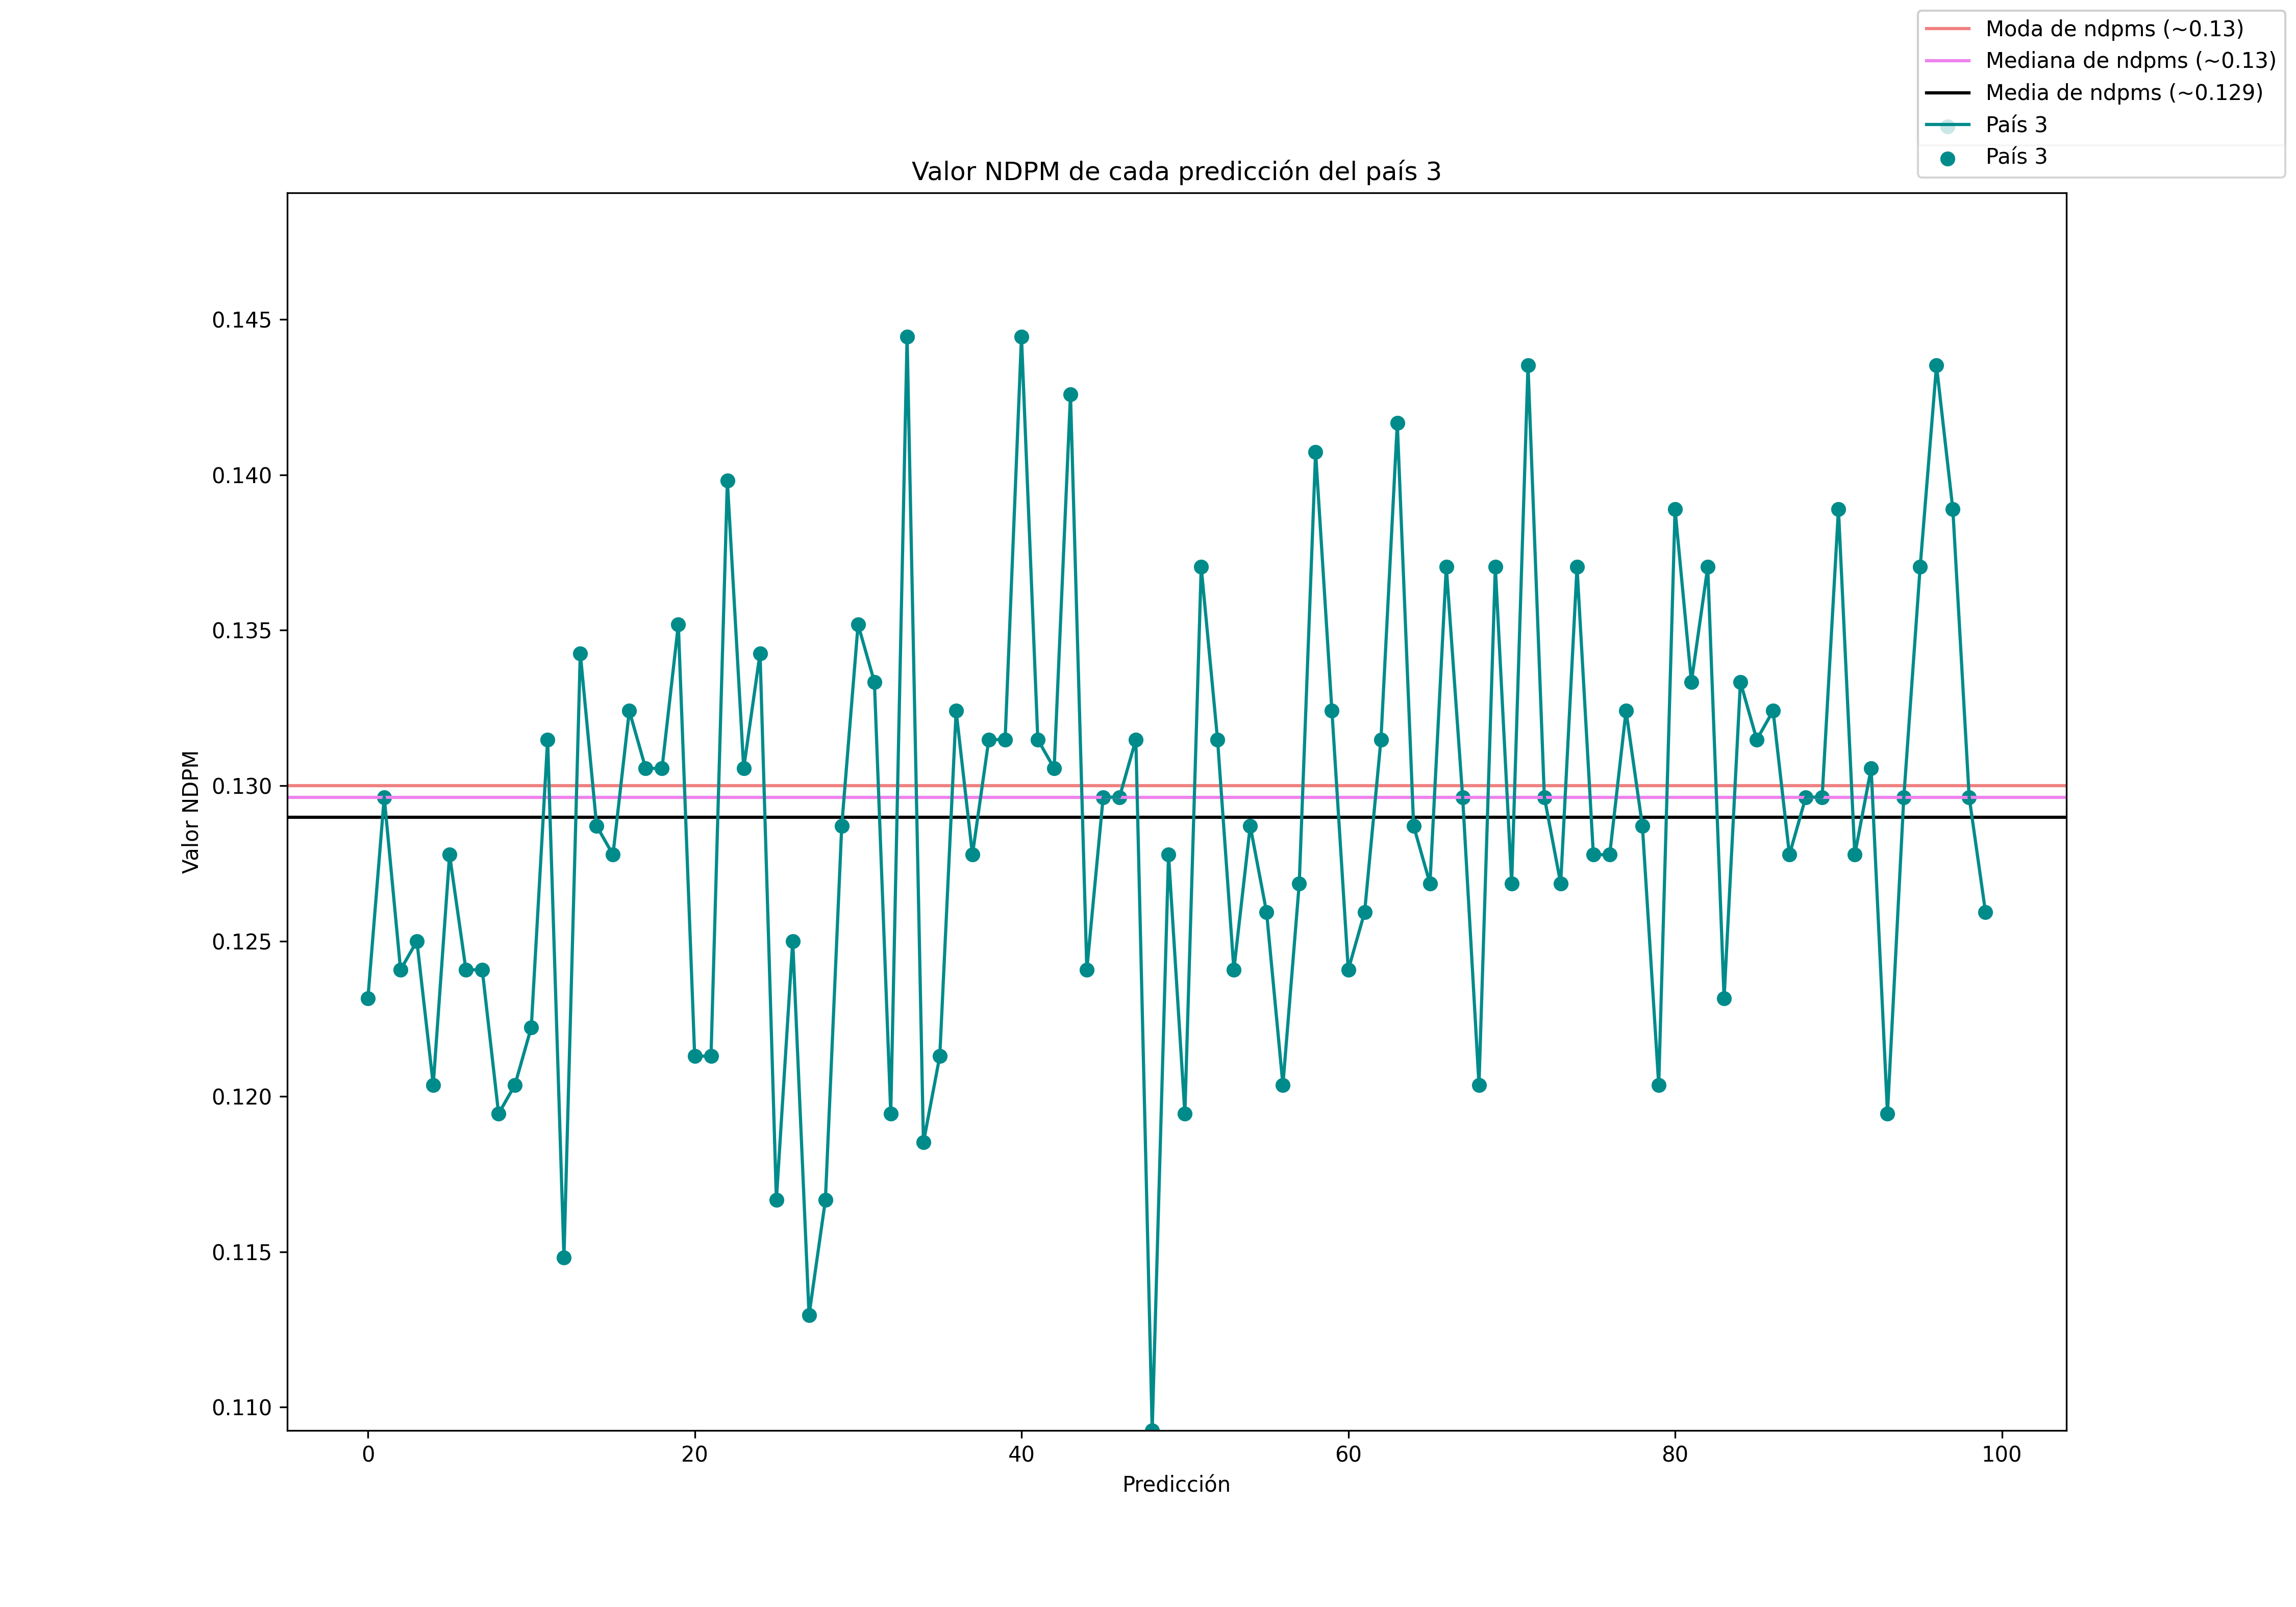 Moda de ndpms (~0.13)
Mediana de ndpms (~0.13)
Media de ndpms (~0.129)
País 3
País 3
Valor NDPM de cada predicción del país 3
0.145
0.140
0.135
0.130
0.125
0.120
0.115
0.110
Valor NDPM
0 20 40 60 80 100
Predicción